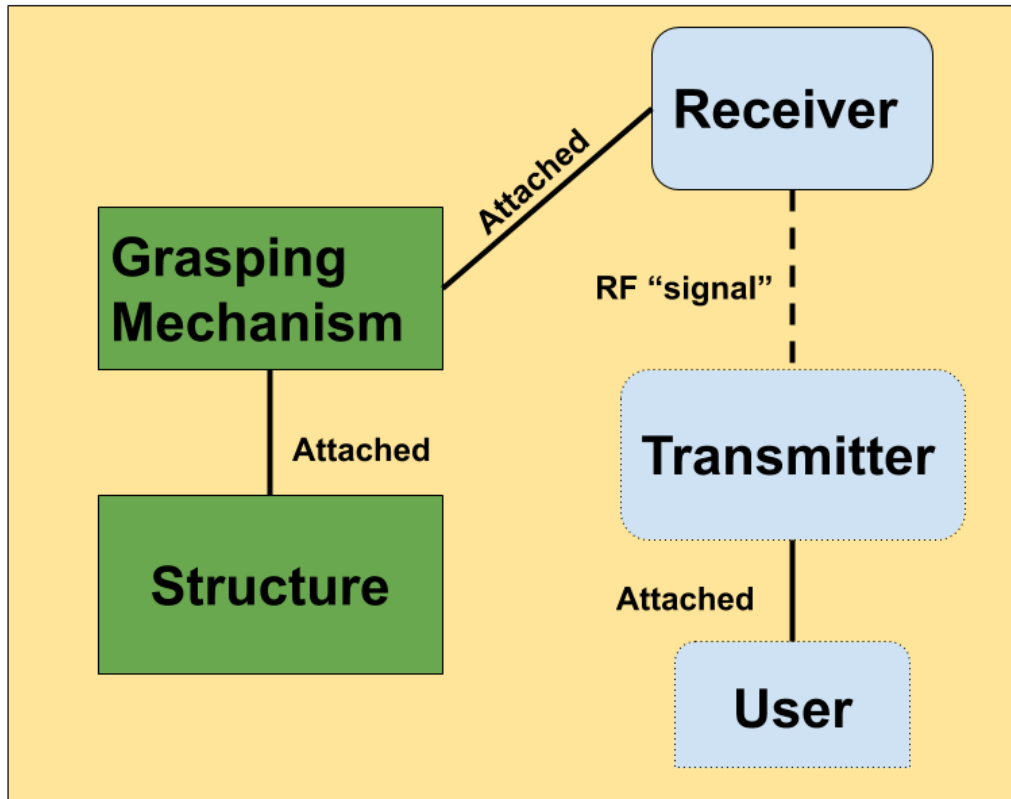 Receiver
Attached
Grasping
Mechanism
RF “signal”
Attached
Transmitter
Structure
Attached
User